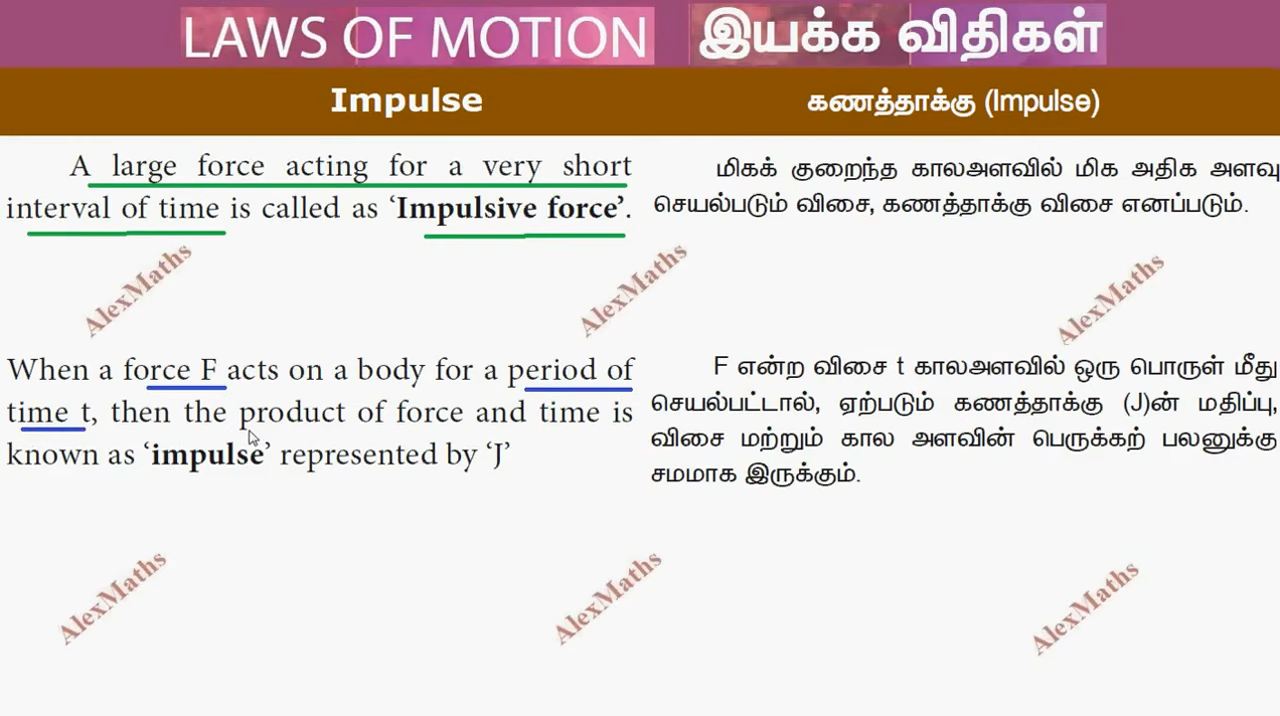 LAWS OF MOTION இயக்க விதிகள்
Impulse
கணத்தாக்கு (Impulse)
A large force acting for a very short
interval of time is called as ‘Impulsive force’.
மிகக் குறைந்த காலஅளவில் மிக அதிக அளவு
செயல்படும் விசை, கணத்தாக்கு விசை எனப்படும்.
AlexMaths
AlexMaths
AlexMaths
When a force F acts on a body for a period of
time t, then the product of force and time is
known as ‘impulse’ represented by ‘J’
F என்ற விசை t காலஅளவில் ஒரு பொருள் மீது
செயல்பட்டால், ஏற்படும் கணத்தாக்கு (J)ன் மதிப்பு,
விசை மற்றும் கால அளவின் பெருக்கற் பலனுக்கு
சமமாக இருக்கும்.
AlexMaths
AlexMaths
AlexMaths